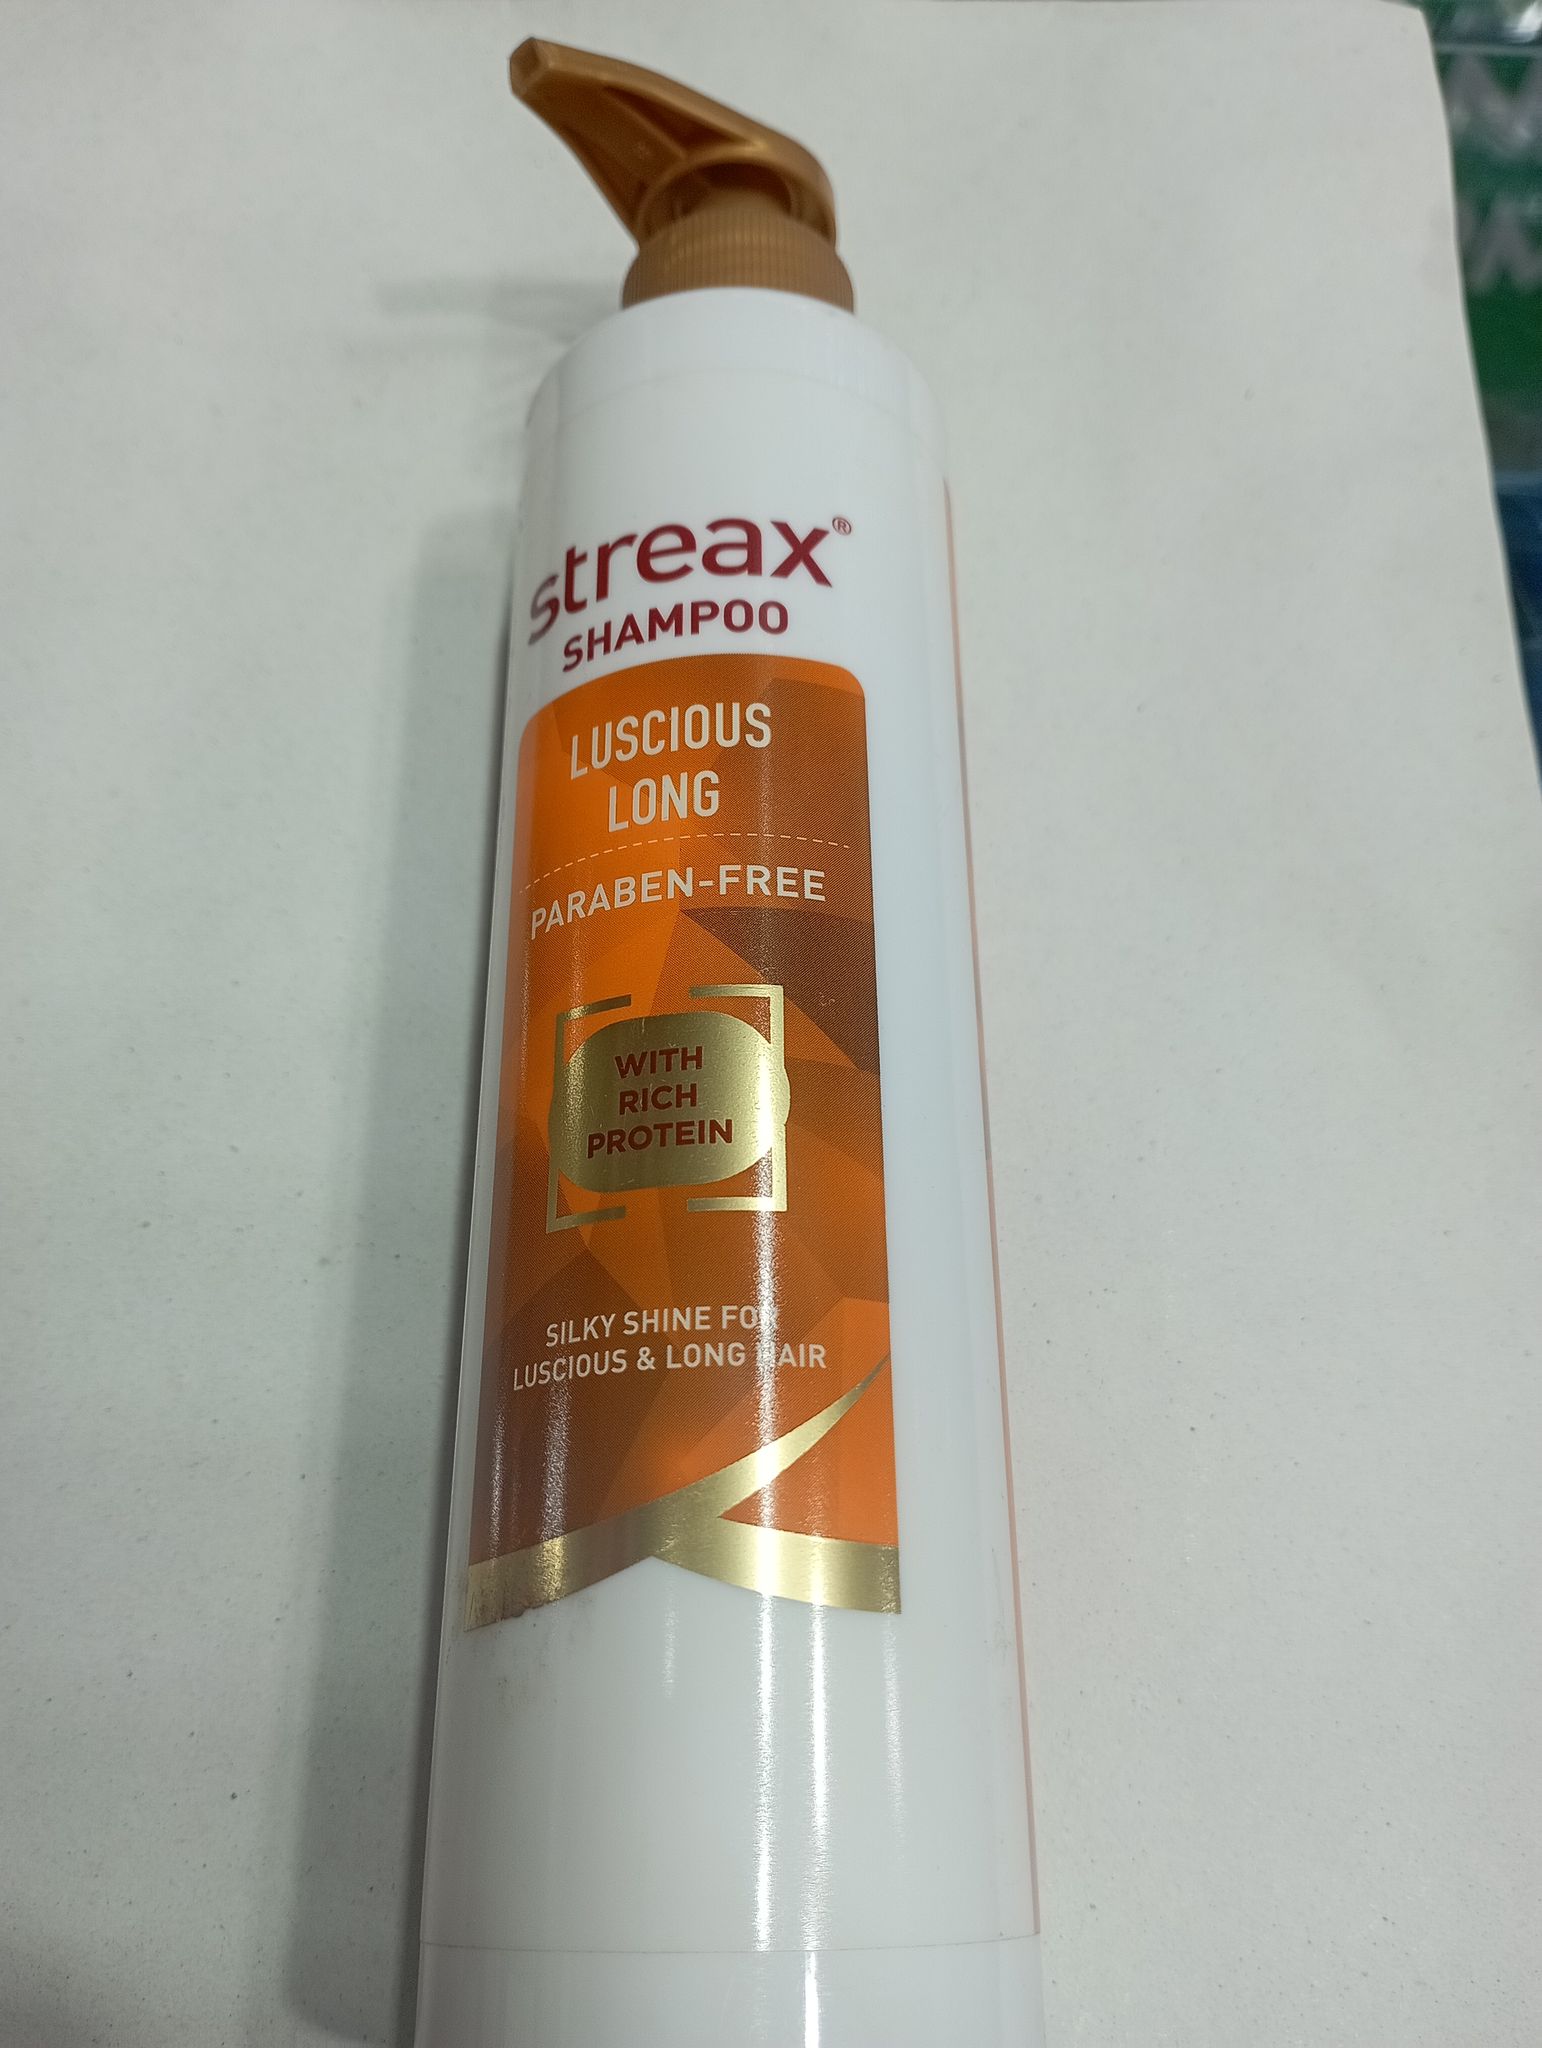 streax®
SHAMPOO
LUSCIOUS
LONG
PARABEN-FREE
WITH
RICH
PROTEIN
SILKY SHINE FOR
LUSCIOUS & LONG HAIR